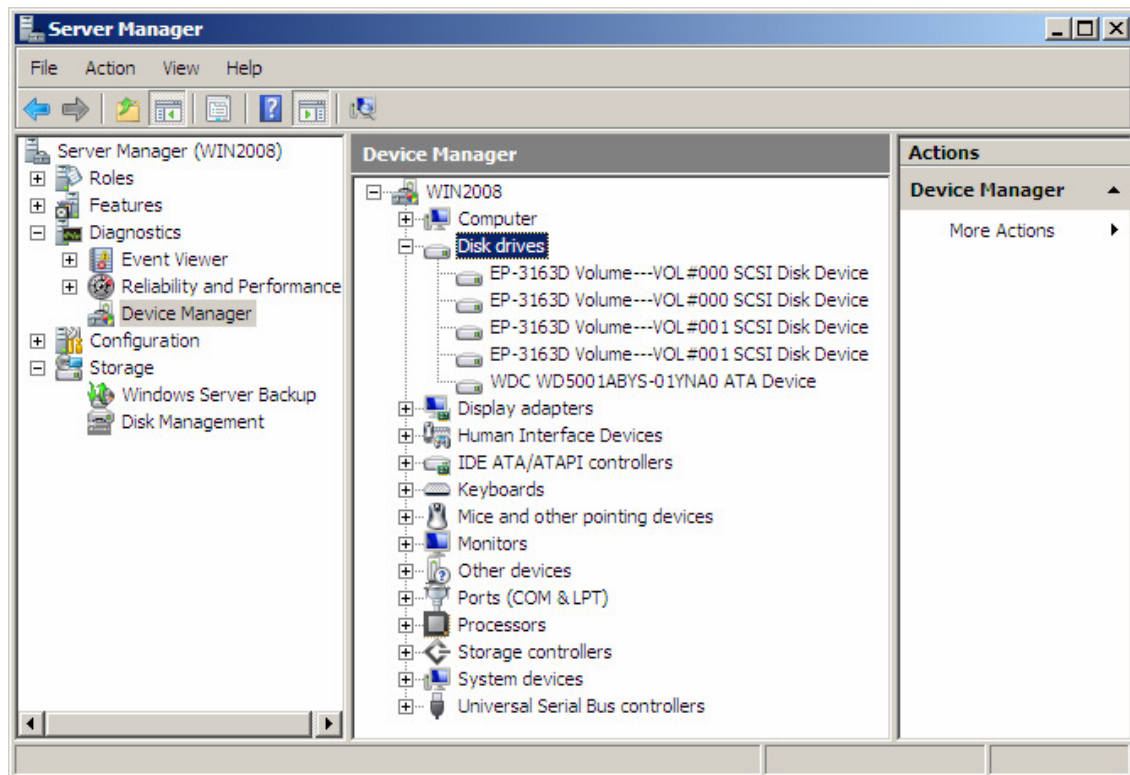 Server Manager
File Action View Help
Server Manager (WIN2008)
Roles
Features
Diagnostics
Event Viewer
Reliability and Performance
Device Manager
Configuration
Storage
Windows Server Backup
Disk Management
Device Manager
WIN2008
Computer
Disk drives
EP-3163D Volume---VOL#000 SCSI Disk Device
EP-3163D Volume---VOL#000 SCSI Disk Device
EP-3163D Volume---VOL#001 SCSI Disk Device
EP-3163D Volume---VOL#001 SCSI Disk Device
WDC WD5001ABYS-01YNA0 ATA Device
Display adapters
Human Interface Devices
IDE ATA/ATAPI controllers
Keyboards
Mice and other pointing devices
Monitors
Other devices
Ports (COM & LPT)
Processors
Storage controllers
System devices
Universal Serial Bus controllers
Actions
Device Manager
More Actions